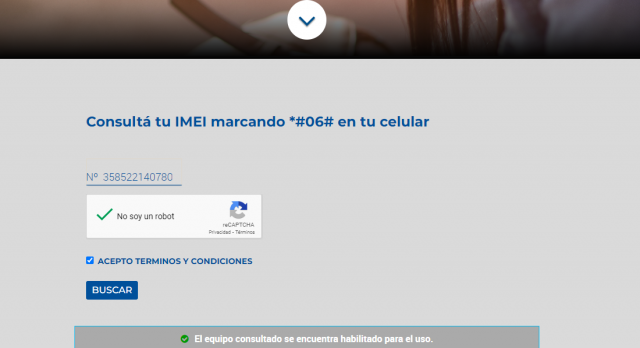 Consultá tu IMEI marcando *#06# en tu celular
Nº 358522140780
No soy un robot
reCAPTCHA
Privacidad - Términos
ACEPTO TERMINOS Y CONDICIONES
BUSCAR
El equipo consultado se encuentra habilitado para el uso.